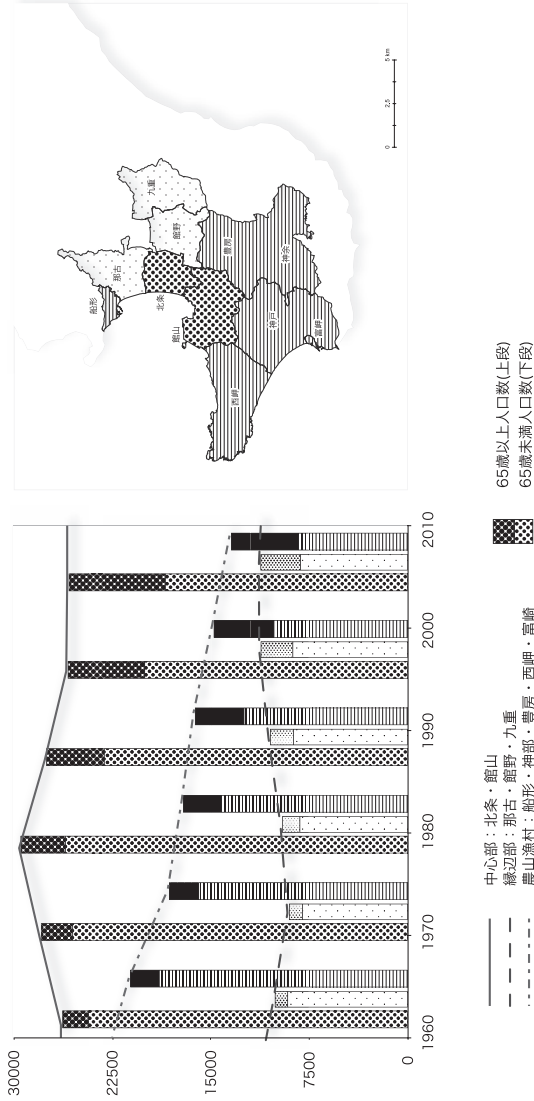 30000
22500
15000
7500
0
1960
1970
1980
1990
2000
2010
船形
那古
九重
館野
北条
館山
豊房
神余
神戸
富崎
西岬
0 2.5 5 km
中心部：北条・館山
縁辺部：那古・館野・九重
農山漁村：船形・神部・豊房・西岬・富崎
65歳以上人口数(上段)
65歳未満人口数(下段)